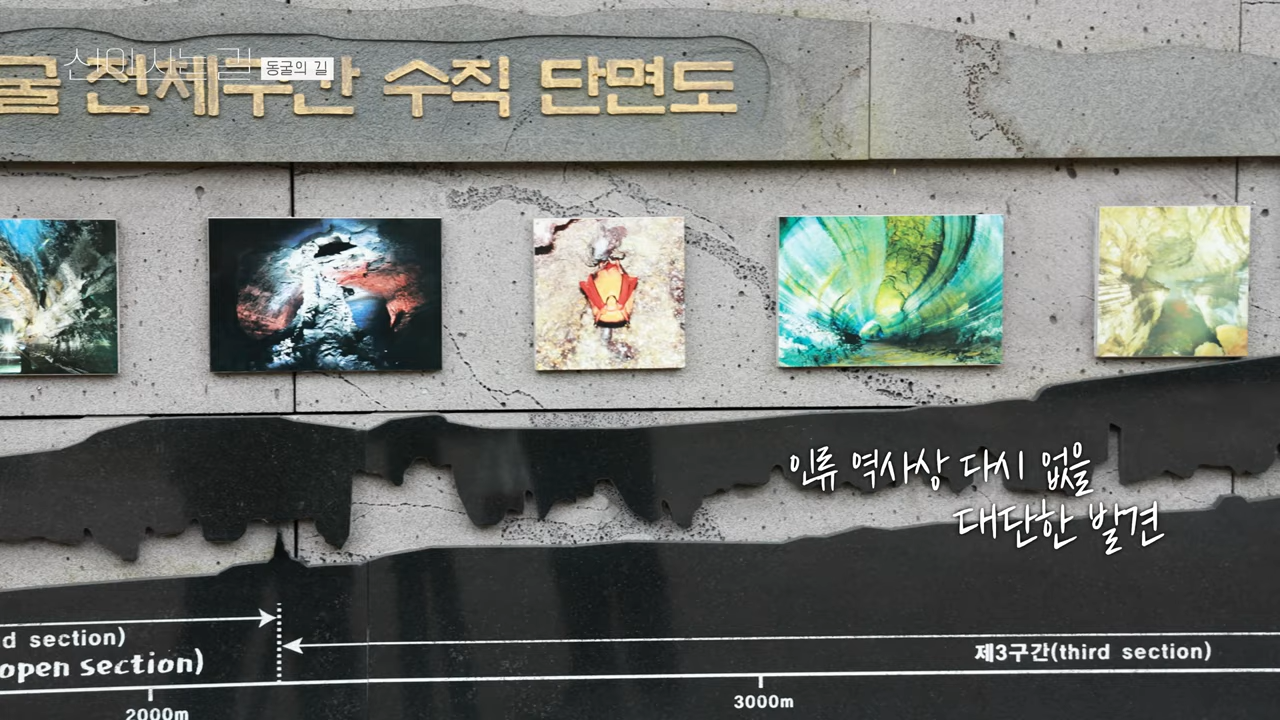 신이 사는 길 동굴의 길
굴 전체구간 수직 단면도
인류 역사상 다시 없을
대단한 발견
d section)
open section)
제3구간(third section)
2000m
3000m